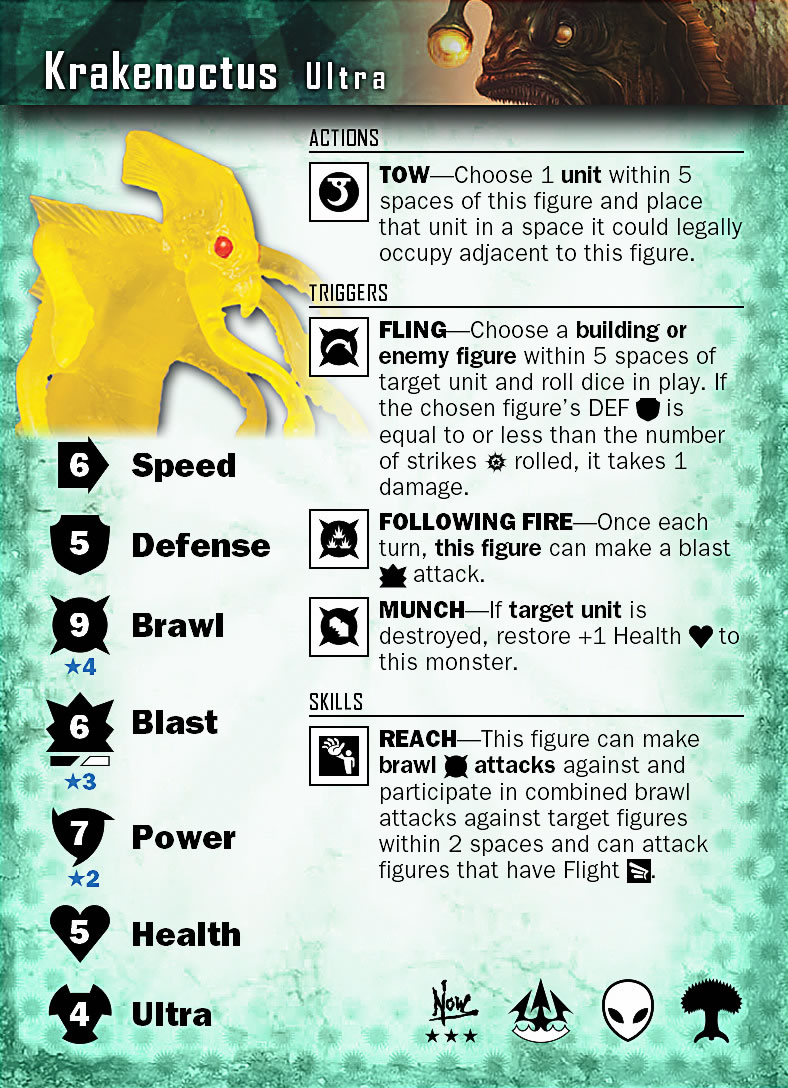 Krakenoctus Ultra
ACTIONS
TOW—Choose 1 unit within 5
spaces of this figure and place
that unit in a space it could legally
occupy adjacent to this figure.
TRIGGERS
FLING—Choose a building or
enemy figure within 5 spaces of
target unit and roll dice in play. If
the chosen figure's DEF is
equal to or less than the number
of strikes rolled, it takes 1
damage.
FOLLOWING FIRE—Once each
turn, this figure can make a blast
attack.
MUNCH—If target unit is
destroyed, restore +1 Health to
this monster.
SKILLS
REACH—This figure can make
brawl attacks against and
participate in combined brawl
attacks against target figures
within 2 spaces and can attack
figures that have Flight .
6 Speed
5 Defense
9 Brawl
★4
6 Blast
★3
7 Power
★2
5 Health
4 Ultra
Now
★★★